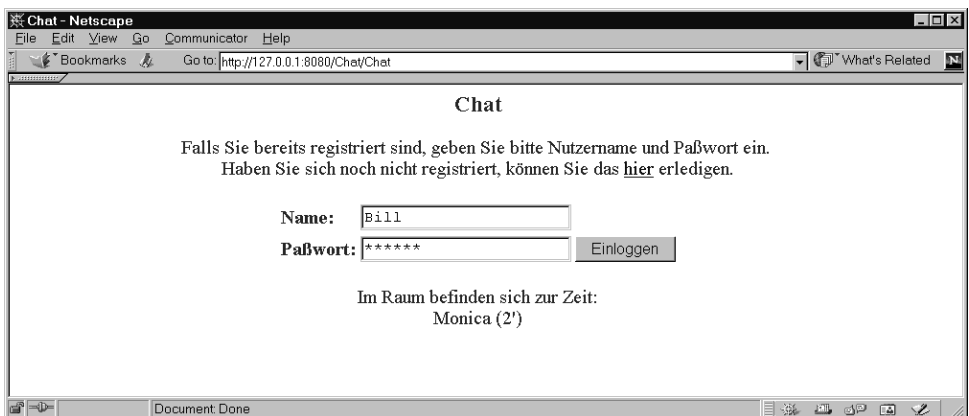 Chat - Netscape
File Edit View Go Communicator Help
Bookmarks Go to: http://127.0.0.1:8080/Chat/Chat What's Related N
Chat
Falls Sie bereits registriert sind, geben Sie bitte Nutzername und Paßwort ein.
Haben Sie sich noch nicht registriert, können Sie das hier erledigen.
Name: Bill
Paßwort: ****** Einloggen
Im Raum befinden sich zur Zeit:
Monica (2')
Document: Done